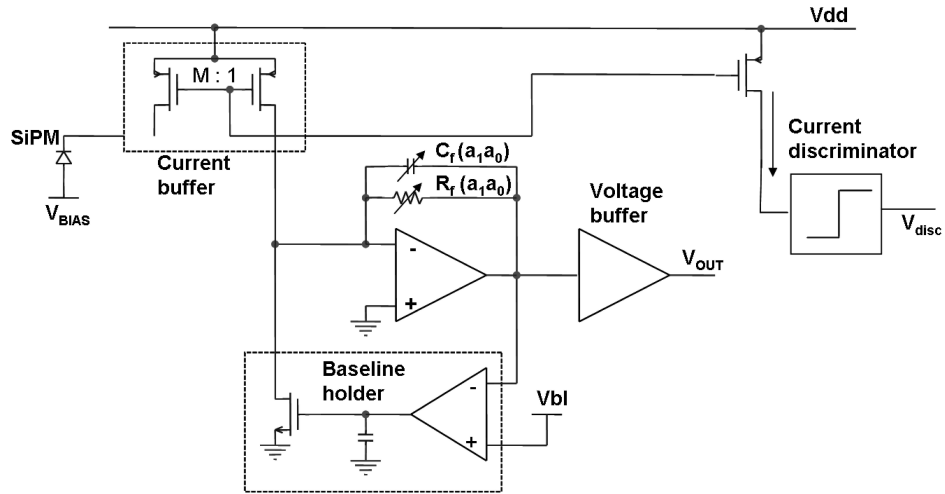 Vdd
M : 1
SiPM
V_BIAS
Current
buffer
Current
discriminator
C_f (a_1a_0)
R_f (a_1a_0)
Voltage
buffer
V_disc
-
+
V_OUT
Baseline
holder
-
+
Vbl